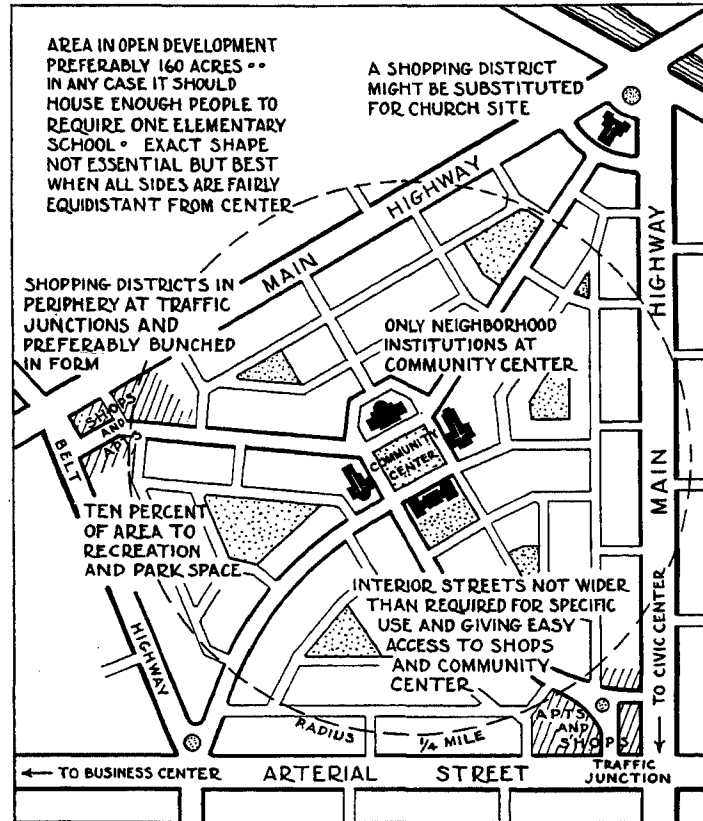 AREA IN OPEN DEVELOPMENT
PREFERABLY 160 ACRES ••
IN ANY CASE IT SHOULD
HOUSE ENOUGH PEOPLE TO
REQUIRE ONE ELEMENTARY
SCHOOL • EXACT SHAPE
NOT ESSENTIAL BUT BEST
WHEN ALL SIDES ARE FAIRLY
EQUIDISTANT FROM CENTER
A SHOPPING DISTRICT
MIGHT BE SUBSTITUTED
FOR CHURCH SITE
MAIN HIGHWAY
SHOPPING DISTRICTS IN
PERIPHERY AT TRAFFIC
JUNCTIONS AND
PREFERABLY BUNCHED
IN FORM
ONLY NEIGHBORHOOD
INSTITUTIONS AT
COMMUNITY CENTER
MAIN HIGHWAY
SHOPS
AND
APTS
BELT HIGHWAY
COMMUNITY
CENTER
TEN PERCENT
OF AREA TO
RECREATION
AND PARK SPACE
INTERIOR STREETS NOT WIDER
THAN REQUIRED FOR SPECIFIC
USE AND GIVING EASY
ACCESS TO SHOPS
AND COMMUNITY
CENTER
→ TO CIVIC CENTER
RADIUS 1/4 MILE
APTS
AND
SHOPS
TRAFFIC
JUNCTION
← TO BUSINESS CENTER
ARTERIAL STREET